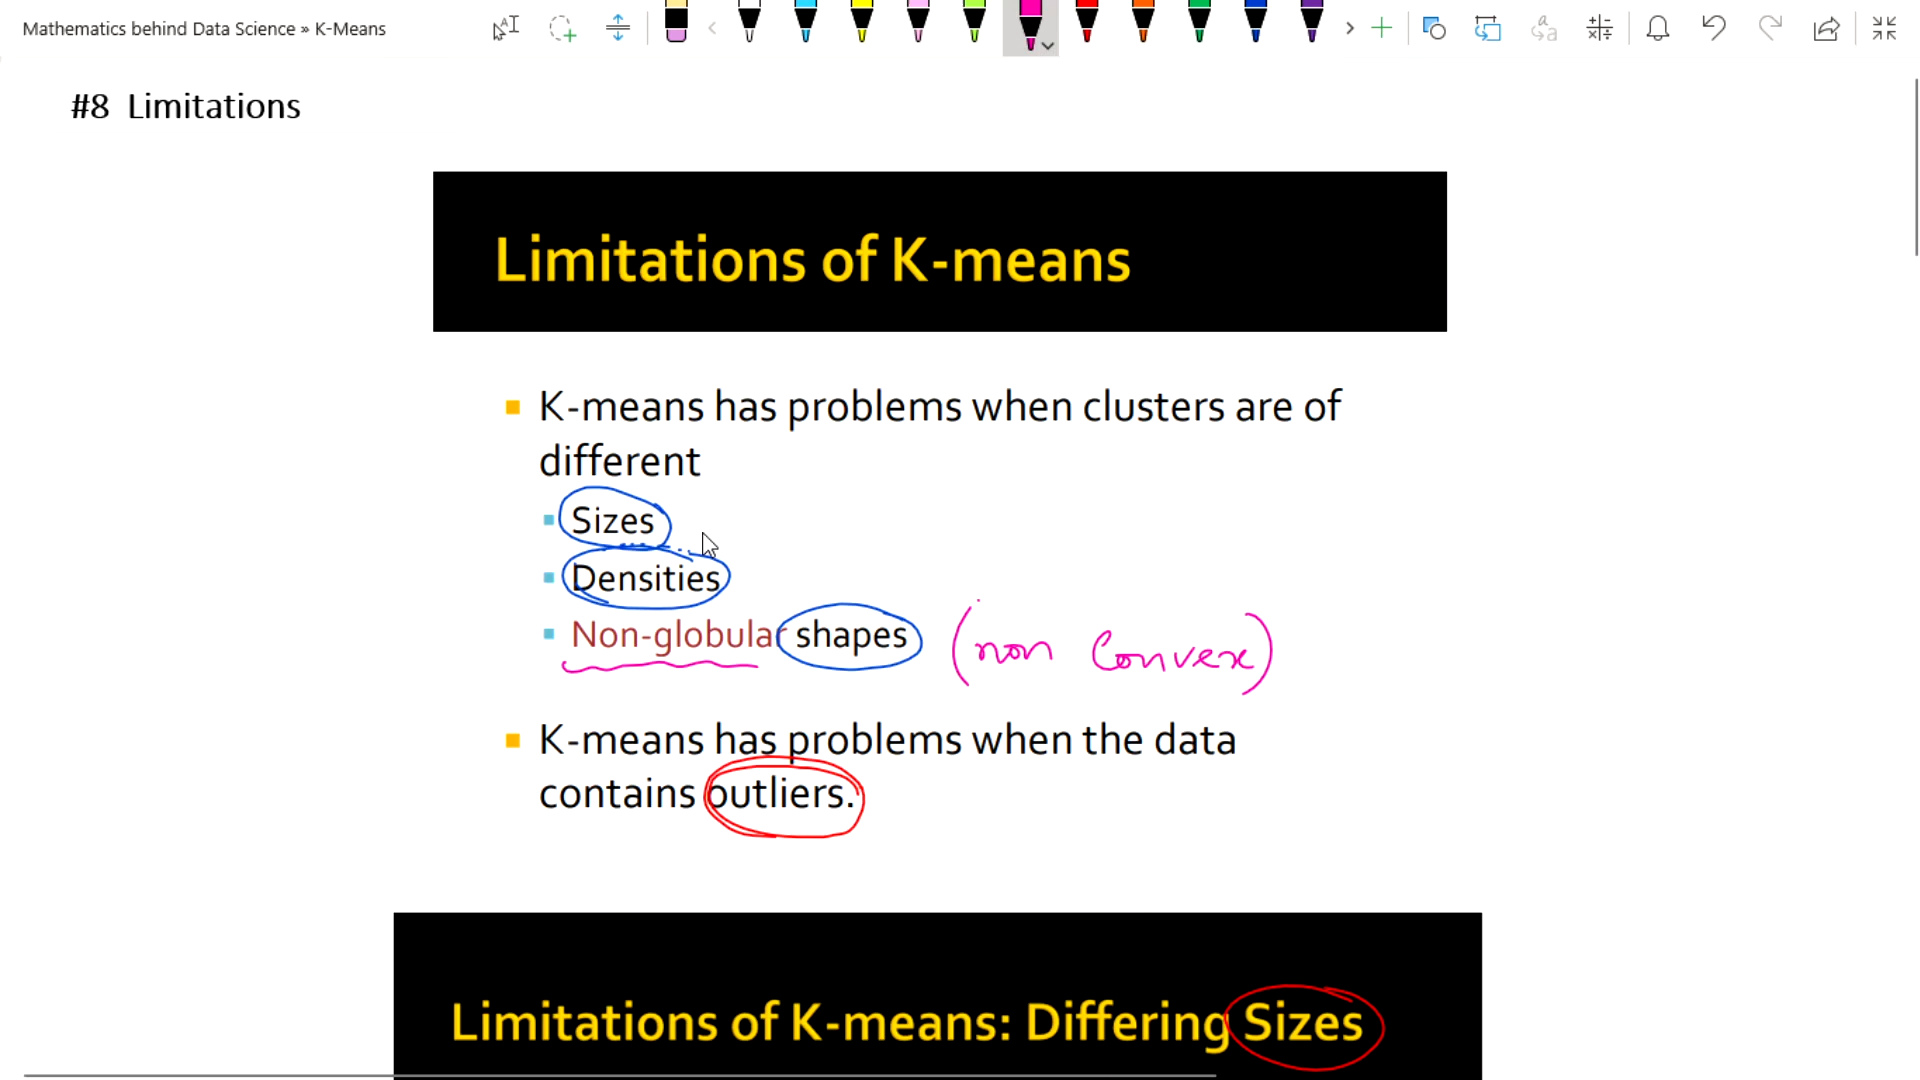 Mathematics behind Data Science » K-Means
#8 Limitations
Limitations of K-means
K-means has problems when clusters are of
different
Sizes
Densities
Non-globular shapes (non Convex)
K-means has problems when the data
contains outliers.
Limitations of K-means: Differing Sizes